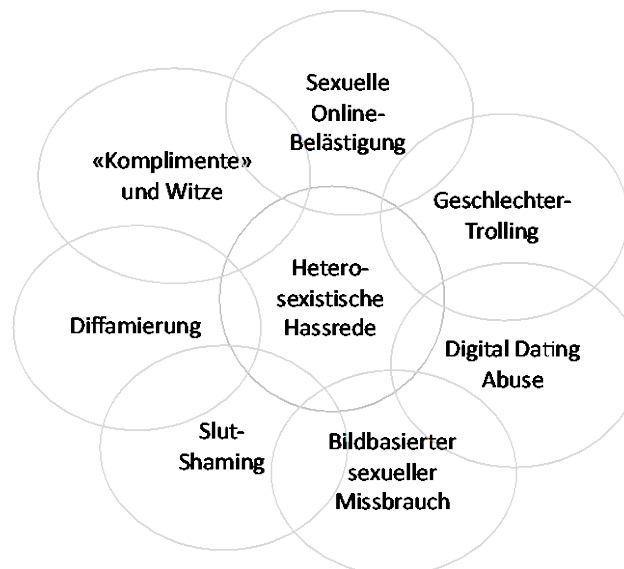 Sexuelle
Online-
Belästigung
«Komplimente»
und Witze
Geschlechter-
Trolling
Hetero-
sexistische
Hassrede
Diffamierung
Digital Dating
Abuse
Slut-
Shaming
Bildbasierter
sexueller
Missbrauch